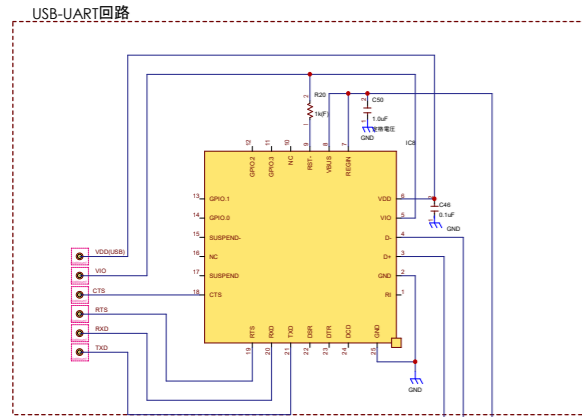 USB-UART回路
R20
1k(F)
2
1
C50
2
1
1.0uF
GND
IC6
12
11
10
9
8
7
GPIO.2
GPIO.3
NC
RST-
VBUS
REGIN
13
GPIO.1
14
GPIO.0
15
SUSPEND-
16
NC
17
SUSPEND
18
CTS
VDD
6
VIO
5
D-
4
D+
3
GND
2
RI
1
C46
0.1uF
GND
VDD(USB)
VIO
CTS
RTS
RXD
TXD
RTS
RXD
TXD
DSR
DTR
DCD
GND
19
20
21
22
23
24
25
GND